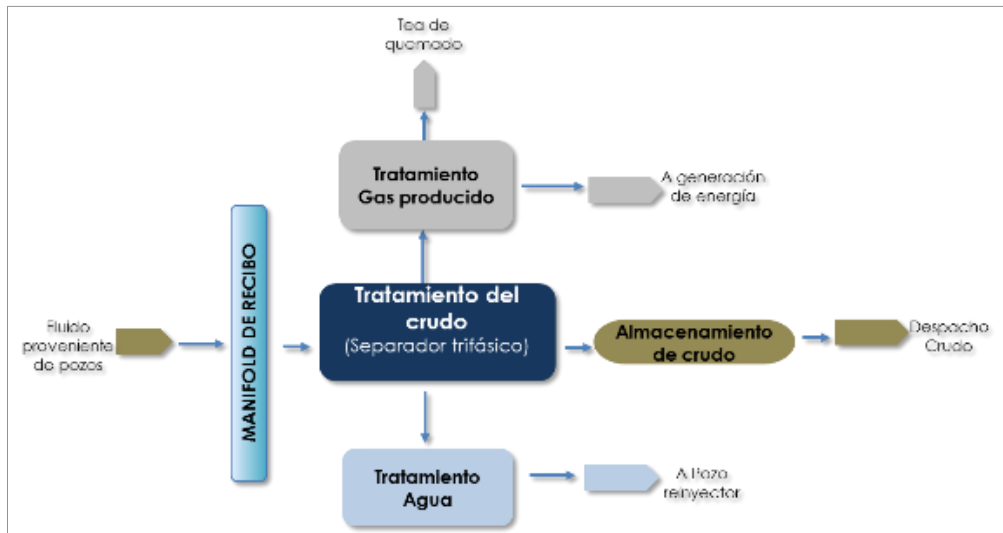 Tea de
quemado
Tratamiento
Gas producido
A generación
de energía
MANIFOLD DE RECIBO
Tratamiento del
crudo
(Separador trifásico)
Fluido
proveniente
de pozos
Almacenamiento
de crudo
Despacho
Crudo
Tratamiento
Agua
A Pozo
reinyector